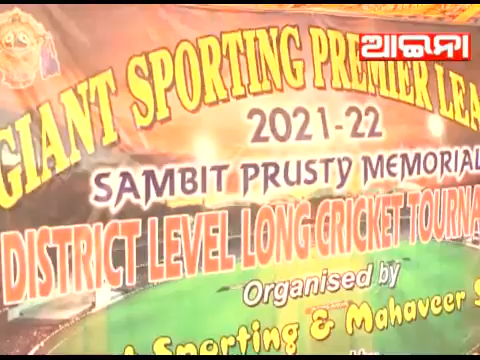 ଆଇନା
GIANT SPORTING PREMIER LEA
2021-22
SAMBIT PRUSTY MEMORIAL
DISTRICT LEVEL LONG CRICKET TOURNA
Organised by
Sporting & Mahaveer S